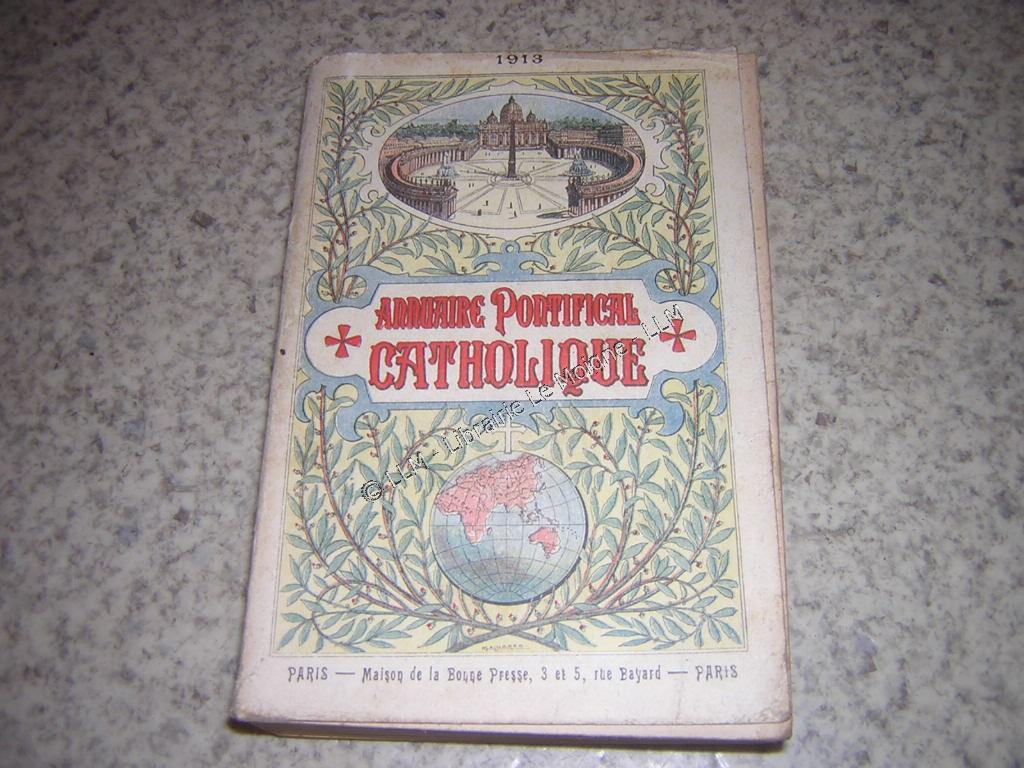 1913
ANNUAIRE PONTIFICAL
CATHOLIQUE
© LLM - Librairie Le Moigne - LLM
PARIS — Maison de la Bonne Presse, 3 et 5, rue Bayard — PARIS